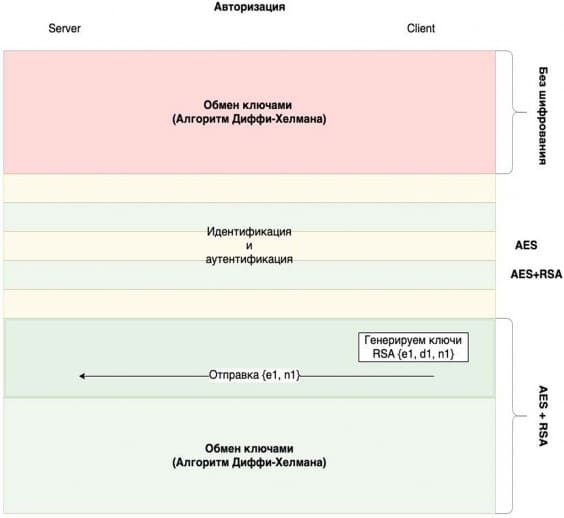 Авторизация
Server
Client
Обмен ключами
(Алгоритм Диффи-Хелмана)
Без шифрования
Идентификация
и
аутентификация
AES
AES+RSA
Генерируем ключи
RSA {e1, d1, n1}
Отправка {e1, n1}
AES + RSA
Обмен ключами
(Алгоритм Диффи-Хелмана)